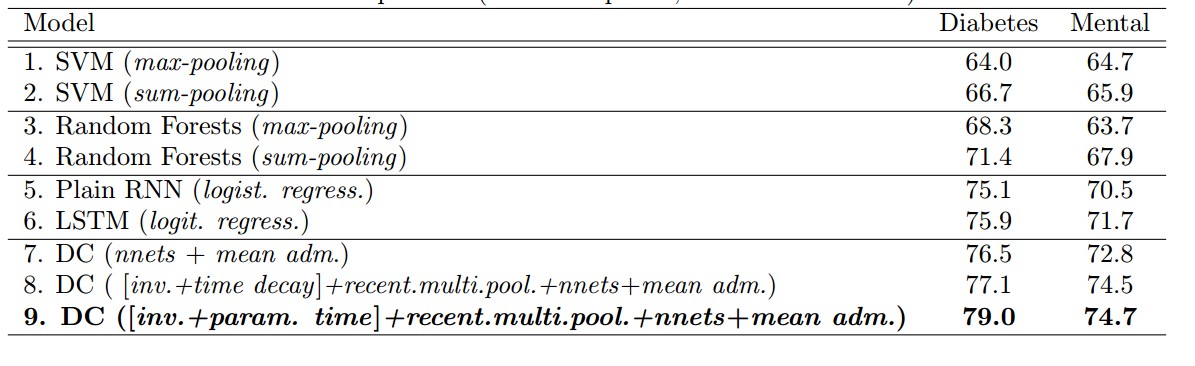 Model Diabetes Mental
1. SVM (max-pooling) 64.0 64.7
2. SVM (sum-pooling) 66.7 65.9
3. Random Forests (max-pooling) 68.3 63.7
4. Random Forests (sum-pooling) 71.4 67.9
5. Plain RNN (logist. regress.) 75.1 70.5
6. LSTM (logit. regress.) 75.9 71.7
7. DC (nnets + mean adm.) 76.5 72.8
8. DC ( [inv.+time decay]+recent.multi.pool.+nnets+mean adm.) 77.1 74.5
9. DC ([inv.+param. time]+recent.multi.pool.+nnets+mean adm.) 79.0 74.7